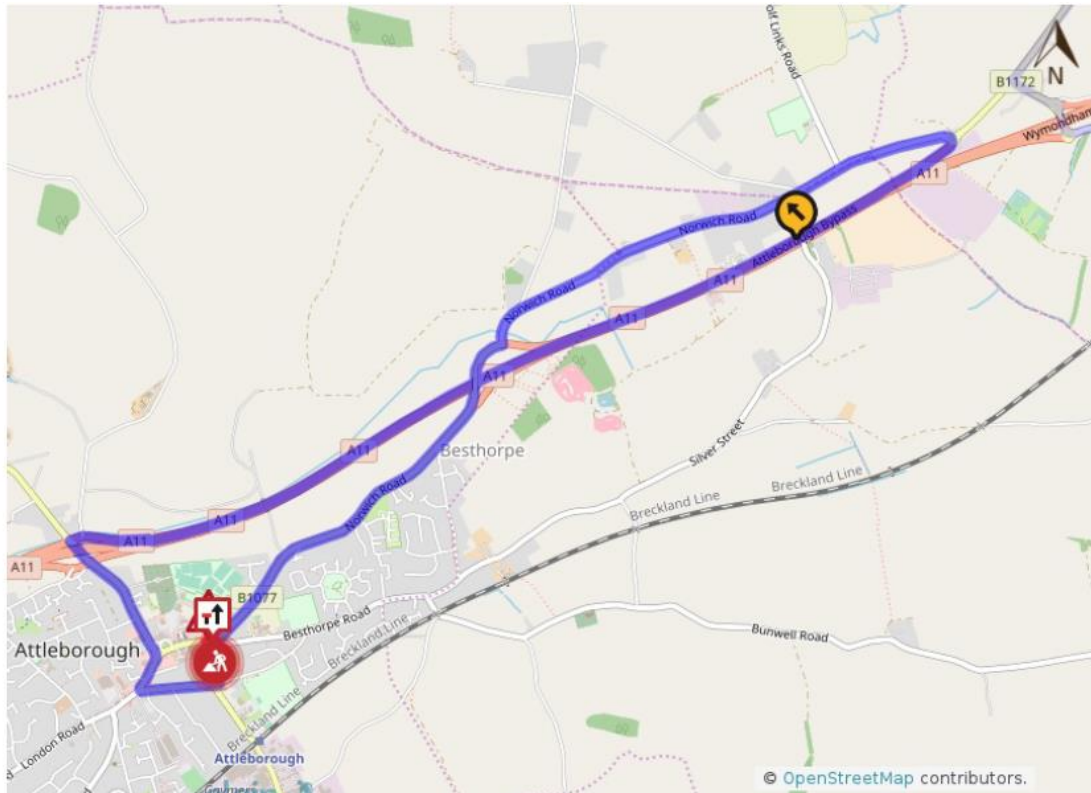 olf Links Road
N
B1172
Wymondham
A11
Norwich Road
Attleborough Bypass
A11
Norwich Road
A11
A11
A11
Besthorpe
Silver Street
Norwich Road
Breckland Line
Breckland Line
A11
A11
A11
B1077
Besthorpe Road
Attleborough
Breckland Line
Bunwell Road
d
London Road
Breckland Line
Attleborough
Gaymers
© OpenStreetMap contributors.